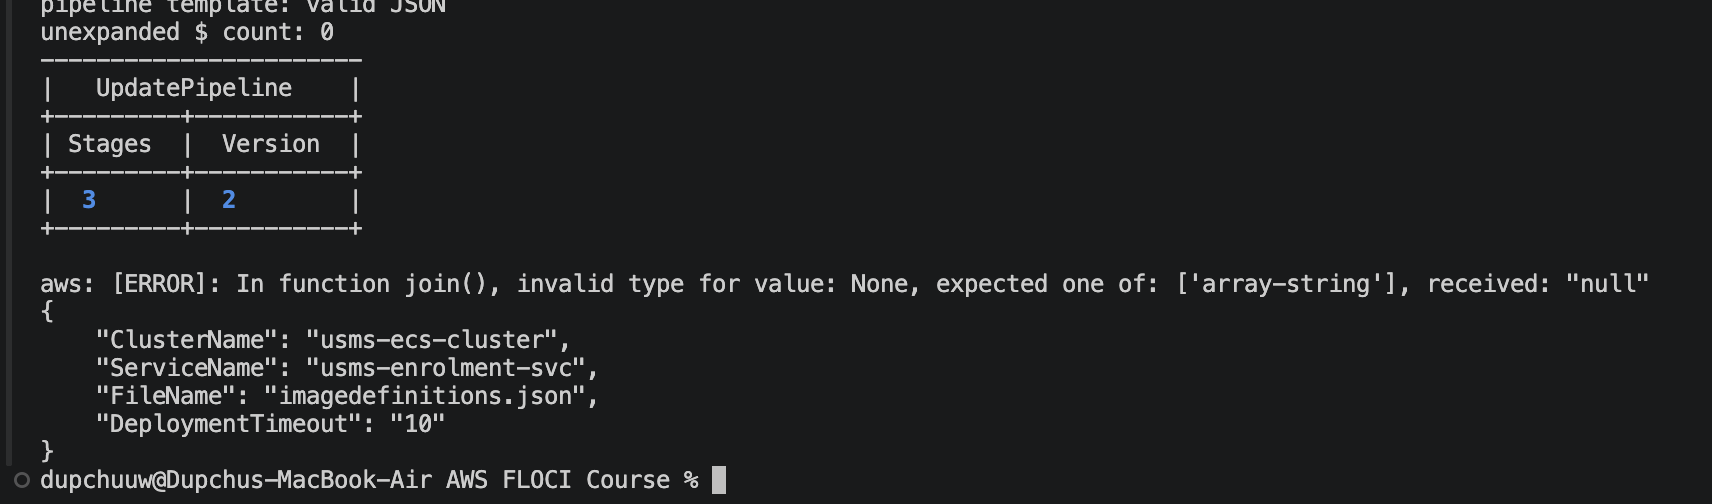 pipeline template: valid JSON
unexpanded $ count: 0
-----------------------
|   UpdatePipeline    |
+---------+-----------+
| Stages  |  Version  |
+---------+-----------+
|  3      |  2        |
+---------+-----------+
aws: [ERROR]: In function join(), invalid type for value: None, expected one of: ['array-string'], received: "null"
{
    "ClusterName": "usms-ecs-cluster",
    "ServiceName": "usms-enrolment-svc",
    "FileName": "imagedefinitions.json",
    "DeploymentTimeout": "10"
}
dupchuuw@Dupchus-MacBook-Air AWS FLOCI Course %